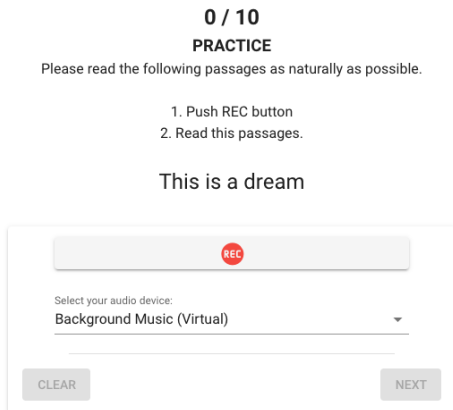 0 / 10
PRACTICE
Please read the following passages as naturally as possible.
1. Push REC button
2. Read this passages.
This is a dream
REC
Select your audio device:
Background Music (Virtual)
CLEAR
NEXT